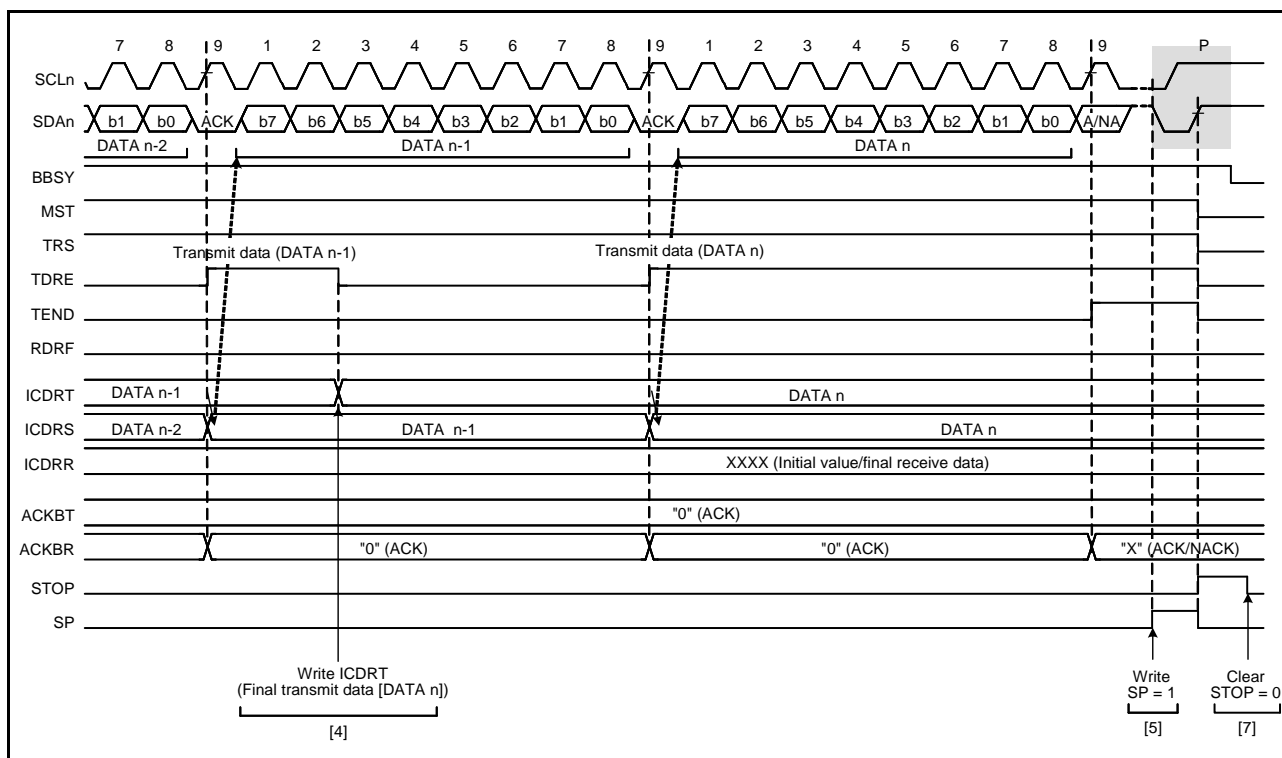 7 8 9 1 2 3 4 5 6 7 8 9 1 2 3 4 5 6 7 8 9 P
SCLn
SDAn b1 b0 ACK b7 b6 b5 b4 b3 b2 b1 b0 ACK b7 b6 b5 b4 b3 b2 b1 b0 A/NA
DATA n-2 DATA n-1 DATA n
BBSY
MST
TRS
Transmit data (DATA n-1) Transmit data (DATA n)
TDRE
TEND
RDRF
ICDRT DATA n-1 DATA n
ICDRS DATA n-2 DATA n-1 DATA n
ICDRR XXXX (Initial value/final receive data)
ACKBT "0" (ACK)
ACKBR "0" (ACK) "0" (ACK) "X" (ACK/NACK)
STOP
SP
Write ICDRT Write Clear
(Final transmit data [DATA n]) SP = 1 STOP = 0
[4] [5] [7]